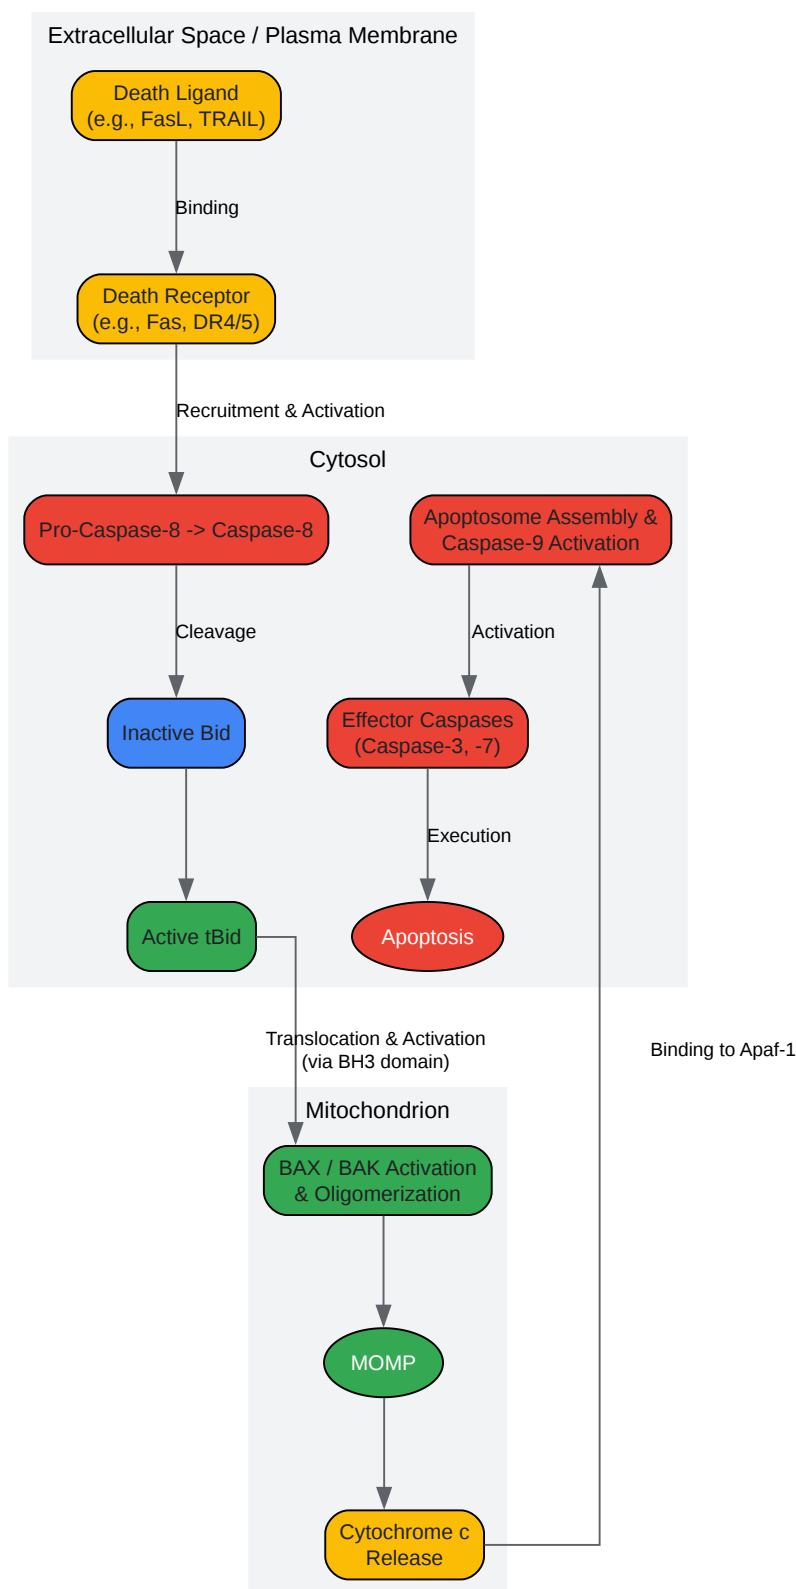 Extracellular Space / Plasma Membrane
Death Ligand
(e.g., FasL, TRAIL)
Binding
Death Receptor
(e.g., Fas, DR4/5)
Recruitment & Activation
Cytosol
Pro-Caspase-8 -> Caspase-8
Apoptosome Assembly &
Caspase-9 Activation
Cleavage
Activation
Inactive Bid
Effector Caspases
(Caspase-3, -7)
Execution
Active tBid
Apoptosis
Translocation & Activation
(via BH3 domain)
Binding to Apaf-1
Mitochondrion
BAX / BAK Activation
& Oligomerization
MOMP
Cytochrome c
Release